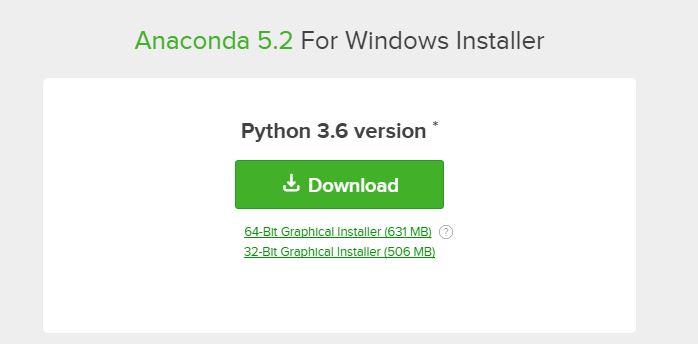 Anaconda 5.2 For Windows Installer
Python 3.6 version *
Download
64-Bit Graphical Installer (631 MB) ?
32-Bit Graphical Installer (506 MB)